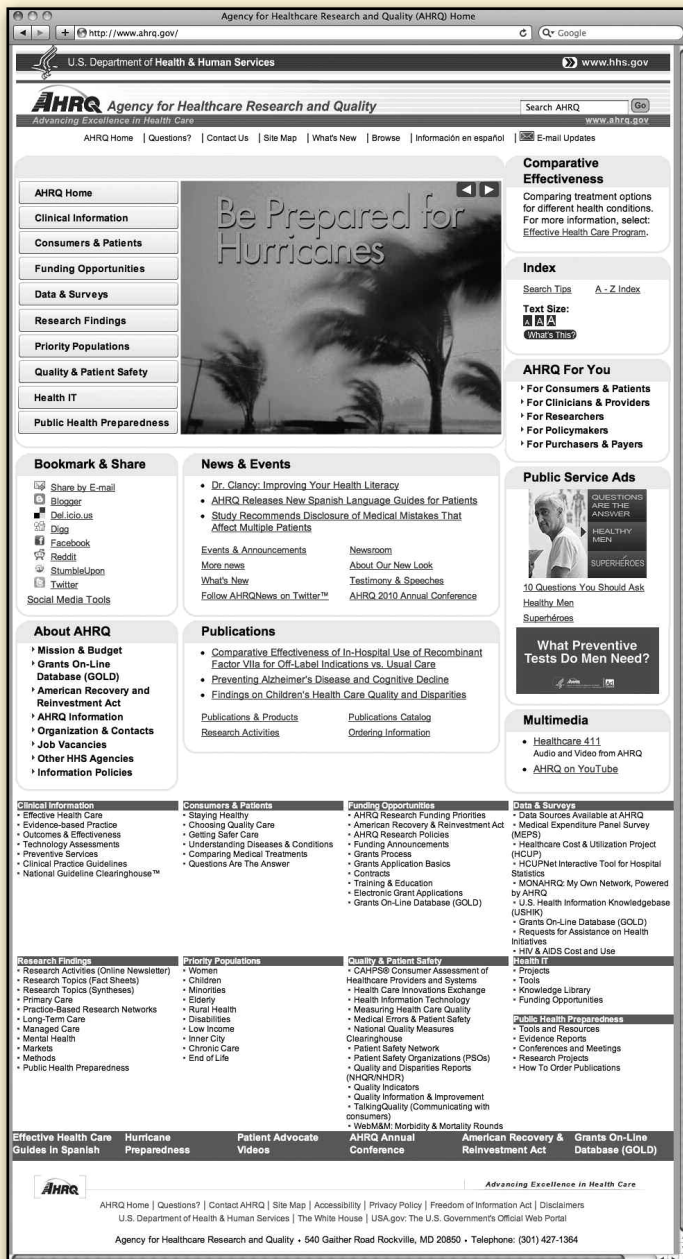 Agency for Healthcare Research and Quality (AHRQ) Home
http://www.ahrq.gov/
Google
U.S. Department of Health & Human Services
www.hhs.gov
AHRQ Agency for Healthcare Research and Quality
Search AHRQ
Go
Advancing Excellence in Health Care
www.ahrq.gov
AHRQ Home | Questions? | Contact Us | Site Map | What's New | Browse | Información en español | E-mail Updates
AHRQ Home
Clinical Information
Consumers & Patients
Funding Opportunities
Data & Surveys
Research Findings
Priority Populations
Quality & Patient Safety
Health IT
Public Health Preparedness
Be Prepared for
Hurricanes
Comparative
Effectiveness
Comparing treatment options
for different health conditions.
For more information, select:
Effective Health Care Program.
Index
Search Tips
A - Z Index
Text Size:
A A A
What's This?
AHRQ For You
For Consumers & Patients
For Clinicians & Providers
For Researchers
For Policymakers
For Purchasers & Payers
Bookmark & Share
Share by E-mail
Blogger
Del.icio.us
Digg
Facebook
Reddit
StumbleUpon
Twitter
Social Media Tools
News & Events
• Dr. Clancy: Improving Your Health Literacy
• AHRQ Releases New Spanish Language Guides for Patients
• Study Recommends Disclosure of Medical Mistakes That
Affect Multiple Patients
Events & Announcements
Newsroom
More news
About Our New Look
What's New
Testimony & Speeches
Follow AHRQNews on Twitter™
AHRQ 2010 Annual Conference
Public Service Ads
QUESTIONS
ARE THE
ANSWER
HEALTHY
MEN
SUPERHÉROES
10 Questions You Should Ask
Healthy Men
Superhéroes
What Preventive
Tests Do Men Need?
About AHRQ
Mission & Budget
Grants On-Line
Database (GOLD)
American Recovery and
Reinvestment Act
AHRQ Information
Organization & Contacts
Job Vacancies
Other HHS Agencies
Information Policies
Publications
• Comparative Effectiveness of In-Hospital Use of Recombinant
Factor VIIa for Off-Label Indications vs. Usual Care
• Preventing Alzheimer's Disease and Cognitive Decline
• Findings on Children's Health Care Quality and Disparities
Publications & Products
Publications Catalog
Research Activities
Ordering Information
Multimedia
• Healthcare 411
Audio and Video from AHRQ
• AHRQ on YouTube
Clinical Information
Effective Health Care
Evidence-based Practice
Outcomes & Effectiveness
Technology Assessments
Preventive Services
Clinical Practice Guidelines
National Guideline Clearinghouse™
Consumers & Patients
Staying Healthy
Choosing Quality Care
Getting Safer Care
Understanding Diseases & Conditions
Comparing Medical Treatments
Questions Are The Answer
Funding Opportunities
AHRQ Research Funding Priorities
American Recovery & Reinvestment Act
AHRQ Research Policies
Funding Announcements
Grants Process
Grants Application Basics
Contracts
Training & Education
Electronic Grant Applications
Grants On-Line Database (GOLD)
Data & Surveys
Data Sources Available at AHRQ
Medical Expenditure Panel Survey
(MEPS)
Healthcare Cost & Utilization Project
(HCUP)
HCUPNet Interactive Tool for Hospital
Statistics
MONAHRQ: My Own Network, Powered
by AHRQ
U.S. Health Information Knowledgebase
(USHIK)
Grants On-Line Database (GOLD)
Requests for Assistance on Health
Initiatives
HIV & AIDS Cost and Use
Research Findings
Research Activities (Online Newsletter)
Research Topics (Fact Sheets)
Research Topics (Syntheses)
Primary Care
Practice-Based Research Networks
Long-Term Care
Managed Care
Mental Health
Markets
Methods
Public Health Preparedness
Priority Populations
Women
Children
Minorities
Elderly
Rural Health
Disabilities
Low Income
Inner City
Chronic Care
End of Life
Quality & Patient Safety
CAHPS® Consumer Assessment of
Healthcare Providers and Systems
Health Care Innovations Exchange
Health Information Technology
Measuring Health Care Quality
Medical Errors & Patient Safety
National Quality Measures
Clearinghouse
Patient Safety Network
Patient Safety Organizations (PSOs)
Quality and Disparities Reports
(NHQR/NHDR)
Quality Indicators
Quality Information & Improvement
TalkingQuality (Communicating with
consumers)
WebM&M: Morbidity & Mortality Rounds
Health IT
Projects
Tools
Knowledge Library
Funding Opportunities
Public Health Preparedness
Tools and Resources
Evidence Reports
Conferences and Meetings
Research Projects
How To Order Publications
Effective Health Care
Guides in Spanish
Hurricane
Preparedness
Patient Advocate
Videos
AHRQ Annual
Conference
American Recovery &
Reinvestment Act
Grants On-Line
Database (GOLD)
AHRQ
Advancing Excellence in Health Care
AHRQ Home | Questions? | Contact AHRQ | Site Map | Accessibility | Privacy Policy | Freedom of Information Act | Disclaimers
U.S. Department of Health & Human Services | The White House | USA.gov: The U.S. Government's Official Web Portal
Agency for Healthcare Research and Quality • 540 Gaither Road Rockville, MD 20850 • Telephone: (301) 427-1364